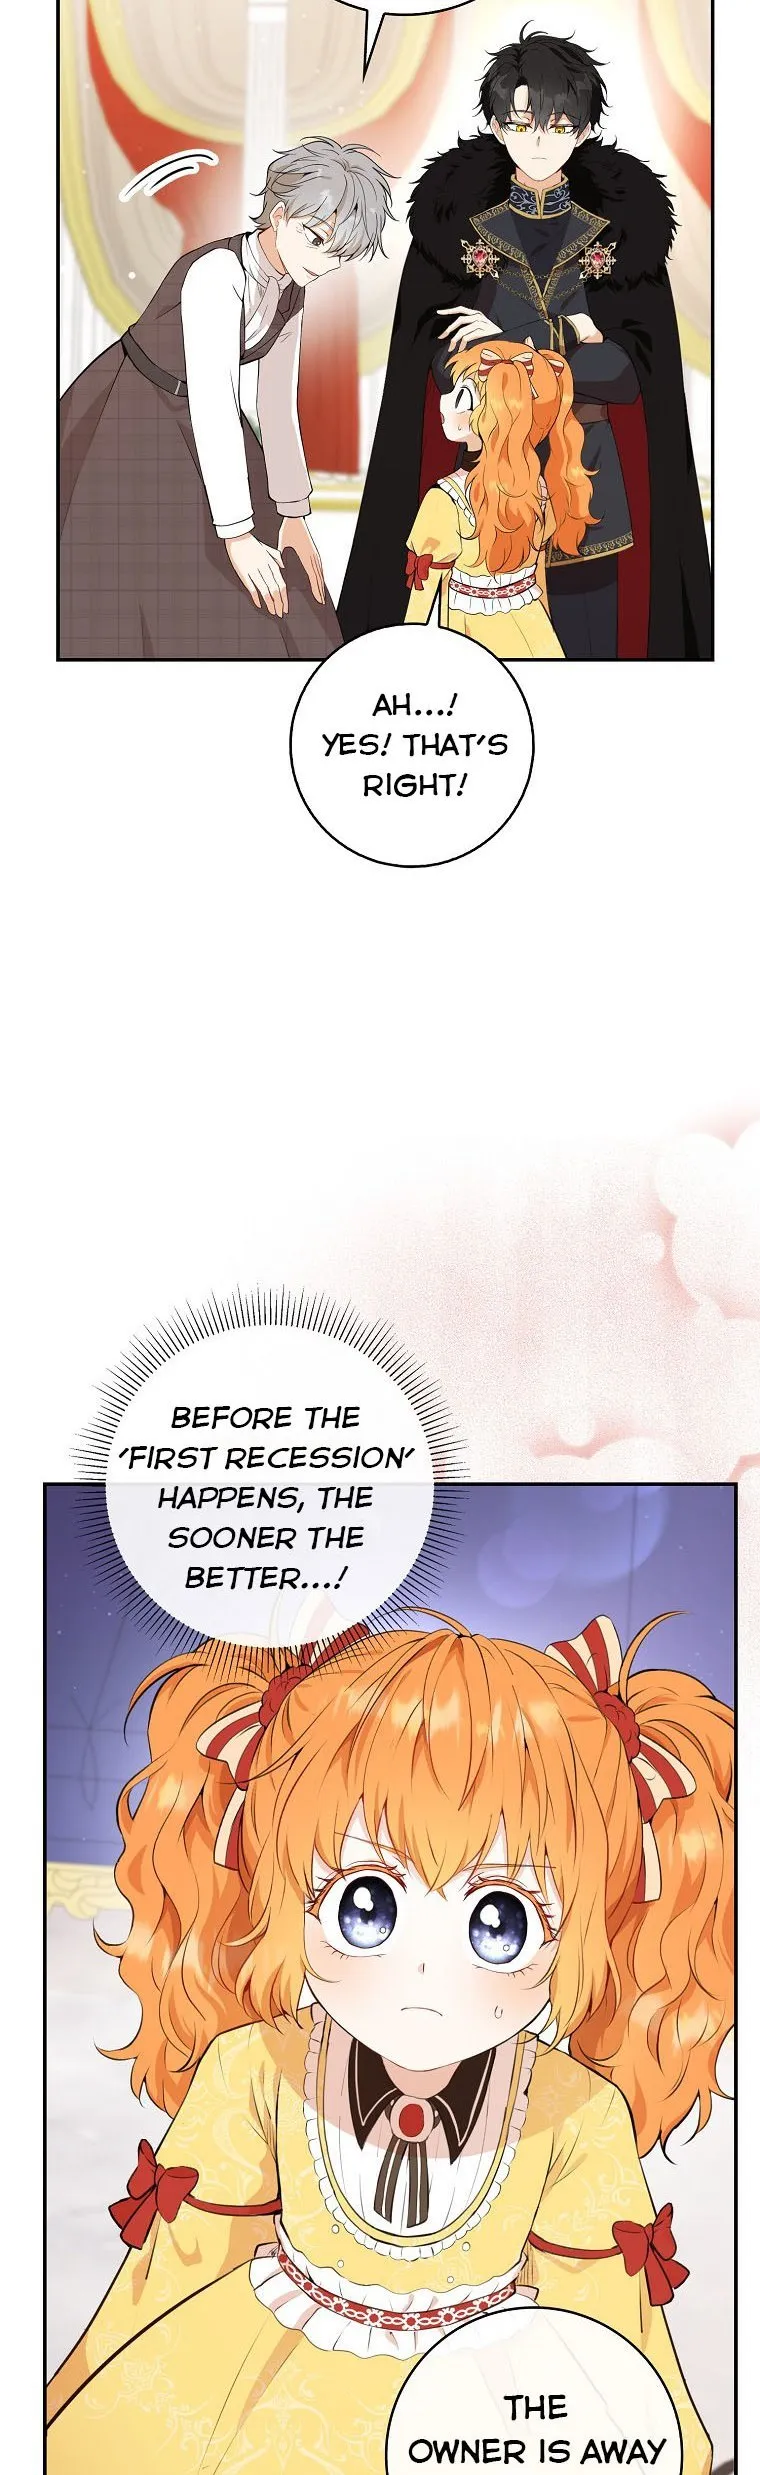 AH...!
YES! THAT'S
RIGHT!
BEFORE THE
'FIRST RECESSION'
HAPPENS, THE
SOONER THE
BETTER...!
THE
OWNER IS AWAY